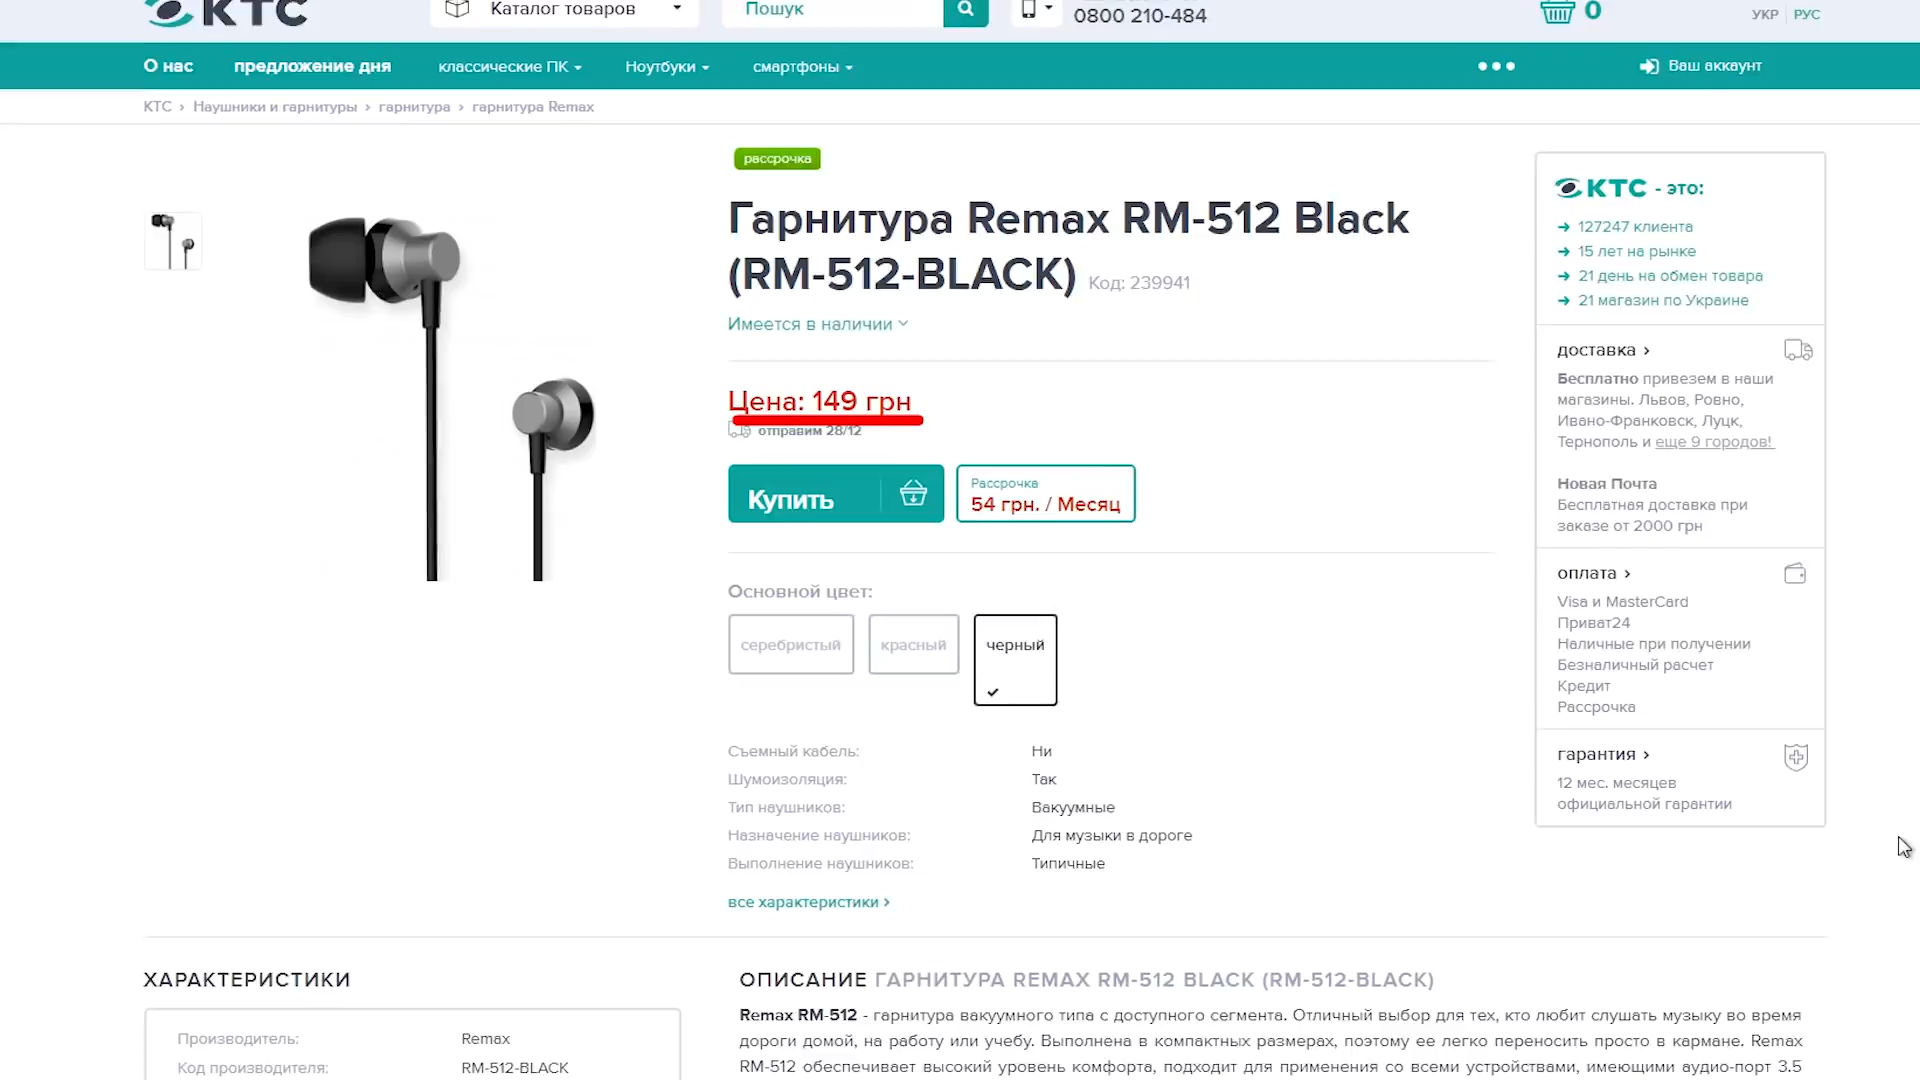 КТС
Каталог товаров
Пошук
0800 210-484
0
УКР РУС
О нас предложение дня классические ПК Ноутбуки смартфоны
Ваш аккаунт
КТС › Наушники и гарнитуры › гарнитура › гарнитура Remax
рассрочка
Гарнитура Remax RM-512 Black
(RM-512-BLACK) Код: 239941
Имеется в наличии
Цена: 149 грн
отправим 28/12
Купить
Рассрочка
54 грн. / Месяц
Основной цвет:
серебристый
красный
черный
Съемный кабель: Ни
Шумоизоляция: Так
Тип наушников: Вакуумные
Назначение наушников: Для музыки в дороге
Выполнение наушников: Типичные
все характеристики ›
КТС - это:
127247 клиента
15 лет на рынке
21 день на обмен товара
21 магазин по Украине
доставка ›
Бесплатно привезем в наши
магазины. Львов, Ровно,
Ивано-Франковск, Луцк,
Тернополь и еще 9 городов!
Новая Почта
Бесплатная доставка при
заказе от 2000 грн
оплата ›
Visa и MasterCard
Приват24
Наличные при получении
Безналичный расчет
Кредит
Рассрочка
гарантия ›
12 мес. месяцев
официальной гарантии
ХАРАКТЕРИСТИКИ
Производитель: Remax
Код производителя: RM-512-BLACK
ОПИСАНИЕ ГАРНИТУРА REMAX RM-512 BLACK (RM-512-BLACK)
Remax RM-512 - гарнитура вакуумного типа с доступного сегмента. Отличный выбор для тех, кто любит слушать музыку во время
дороги домой, на работу или учебу. Выполнена в компактных размерах, поэтому ее легко переносить просто в кармане. Remax
RM-512 обеспечивает высокий уровень комфорта, подходит для применения со всеми устройствами, имеющими аудио-порт 3.5